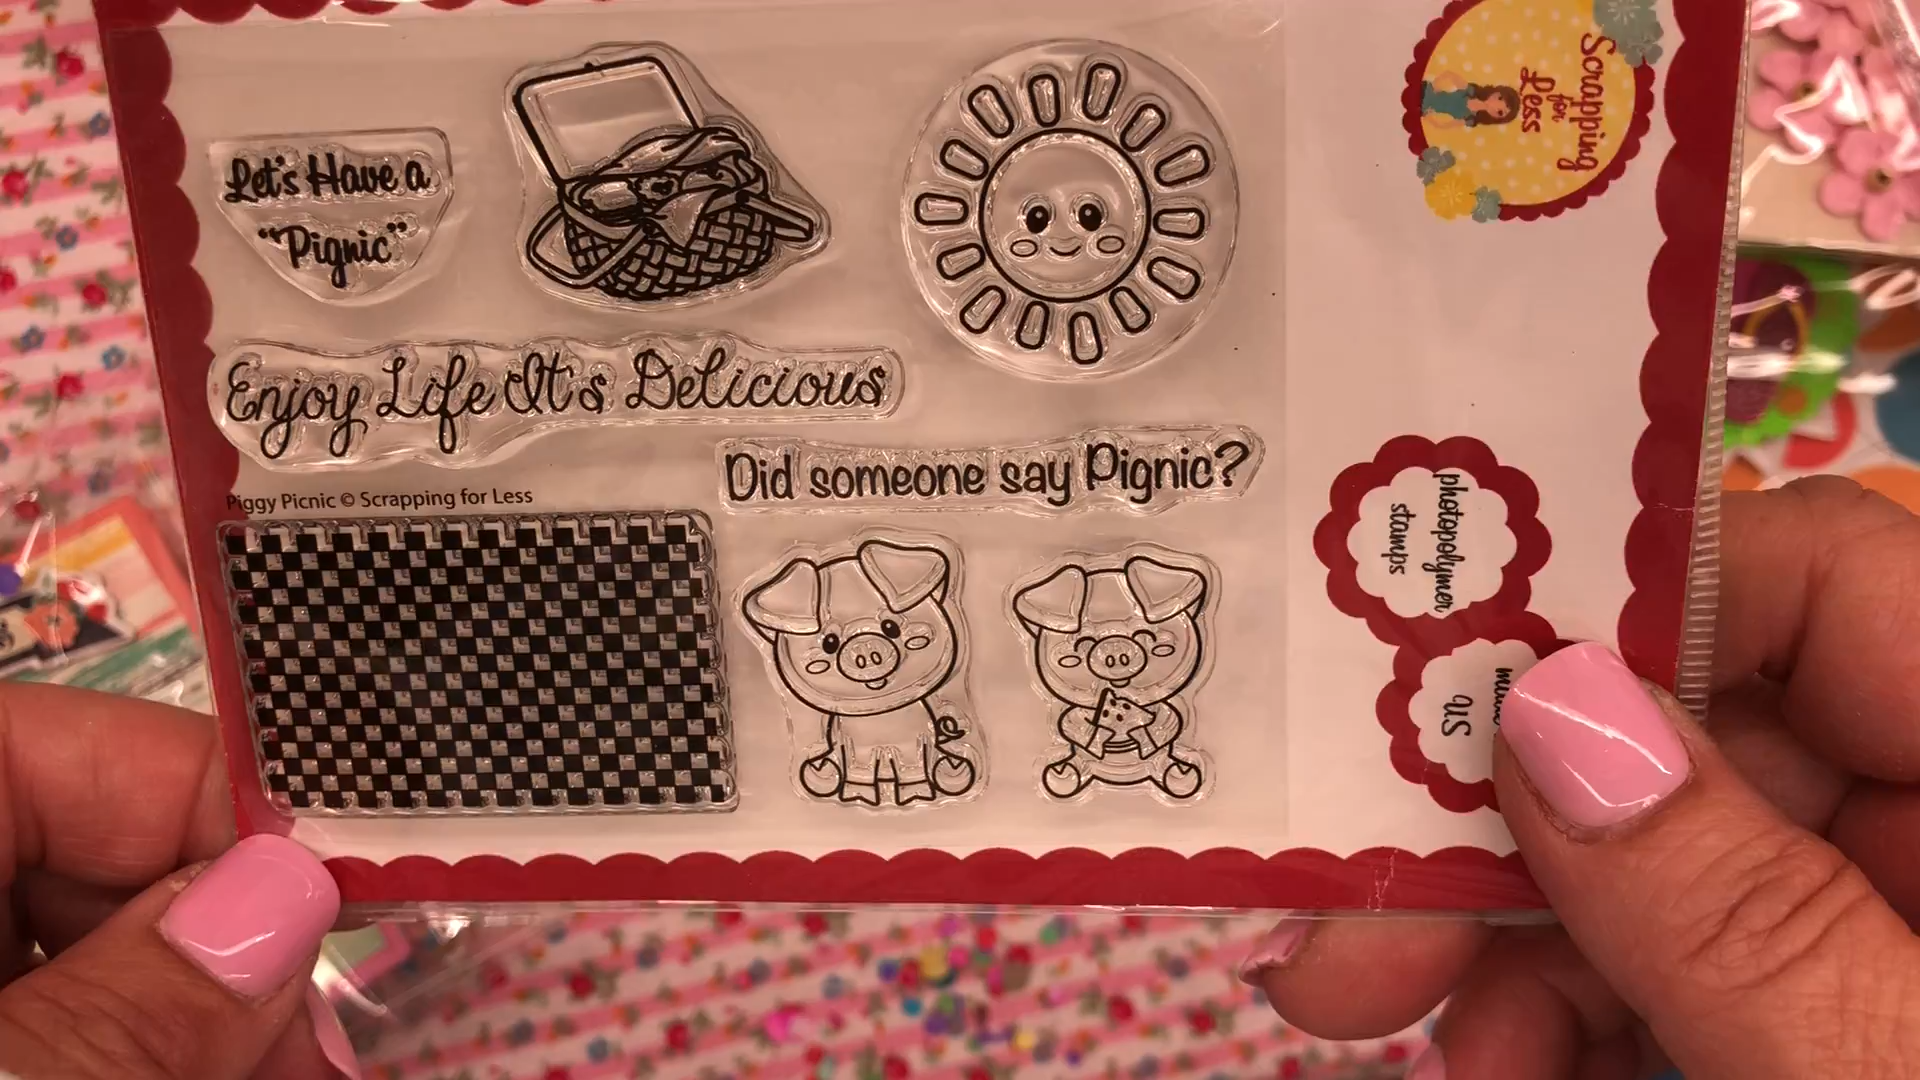 Let's Have a
"Pignic"
Enjoy Life It's Delicious
Did someone say Pignic?
Piggy Picnic © Scrapping for Less
Scrapping
for
Less
photopolymer
stamps
US